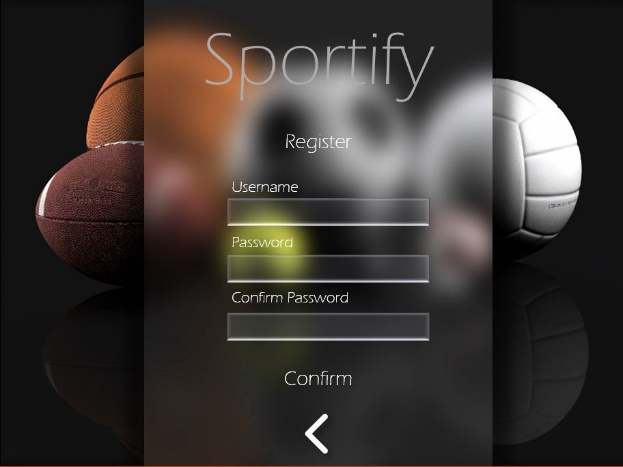 Sportify
Register
Username
Password
Confirm Password
Confirm